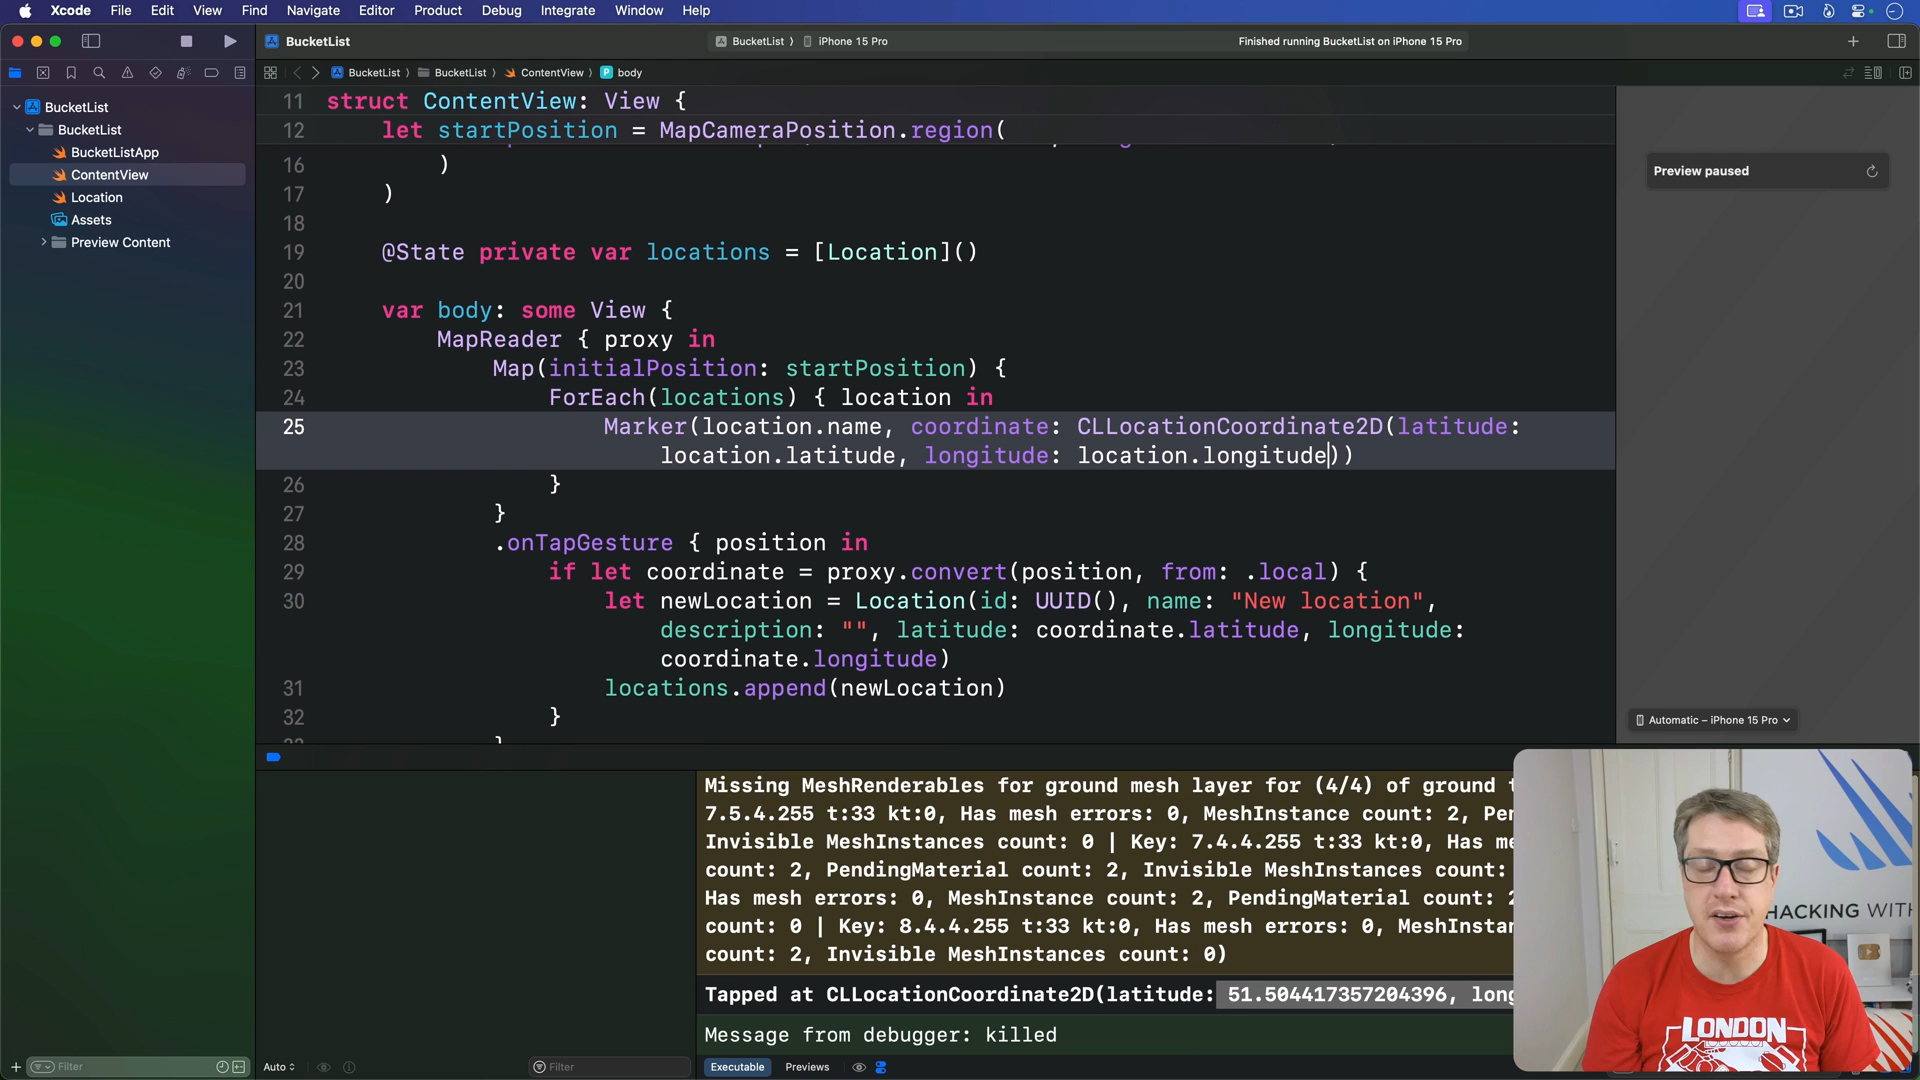 Xcode File Edit View Find Navigate Editor Product Debug Integrate Window Help
BucketList
BucketList 〉 iPhone 15 Pro
Finished running BucketList on iPhone 15 Pro
BucketList 〉 BucketList 〉 ContentView 〉 P body
BucketList
BucketList
BucketListApp
ContentView
Location
Assets
Preview Content
11 struct ContentView: View {
12 let startPosition = MapCameraPosition.region(
16 )
17 )
18
19 @State private var locations = [Location]()
20
21 var body: some View {
22 MapReader { proxy in
23 Map(initialPosition: startPosition) {
24 ForEach(locations) { location in
25 Marker(location.name, coordinate: CLLocationCoordinate2D(latitude:
location.latitude, longitude: location.longitude))
26 }
27 }
28 .onTapGesture { position in
29 if let coordinate = proxy.convert(position, from: .local) {
30 let newLocation = Location(id: UUID(), name: "New location",
description: "", latitude: coordinate.latitude, longitude:
coordinate.longitude)
31 locations.append(newLocation)
32 }
Preview paused
Automatic – iPhone 15 Pro
Missing MeshRenderables for ground mesh layer for (4/4) of ground
7.5.4.255 t:33 kt:0, Has mesh errors: 0, MeshInstance count: 2,
Invisible MeshInstances count: 0 | Key: 7.4.4.255 t:33 kt:0, Has
count: 2, PendingMaterial count: 2, Invisible MeshInstances count:
Has mesh errors: 0, MeshInstance count: 2, PendingMaterial count:
count: 0 | Key: 8.4.4.255 t:33 kt:0, Has mesh errors: 0,
count: 2, Invisible MeshInstances count: 0)
Tapped at CLLocationCoordinate2D(latitude: 51.504417357204396,
Message from debugger: killed
Filter
Auto
Filter
Executable Previews
HACKING WITH
LONDON